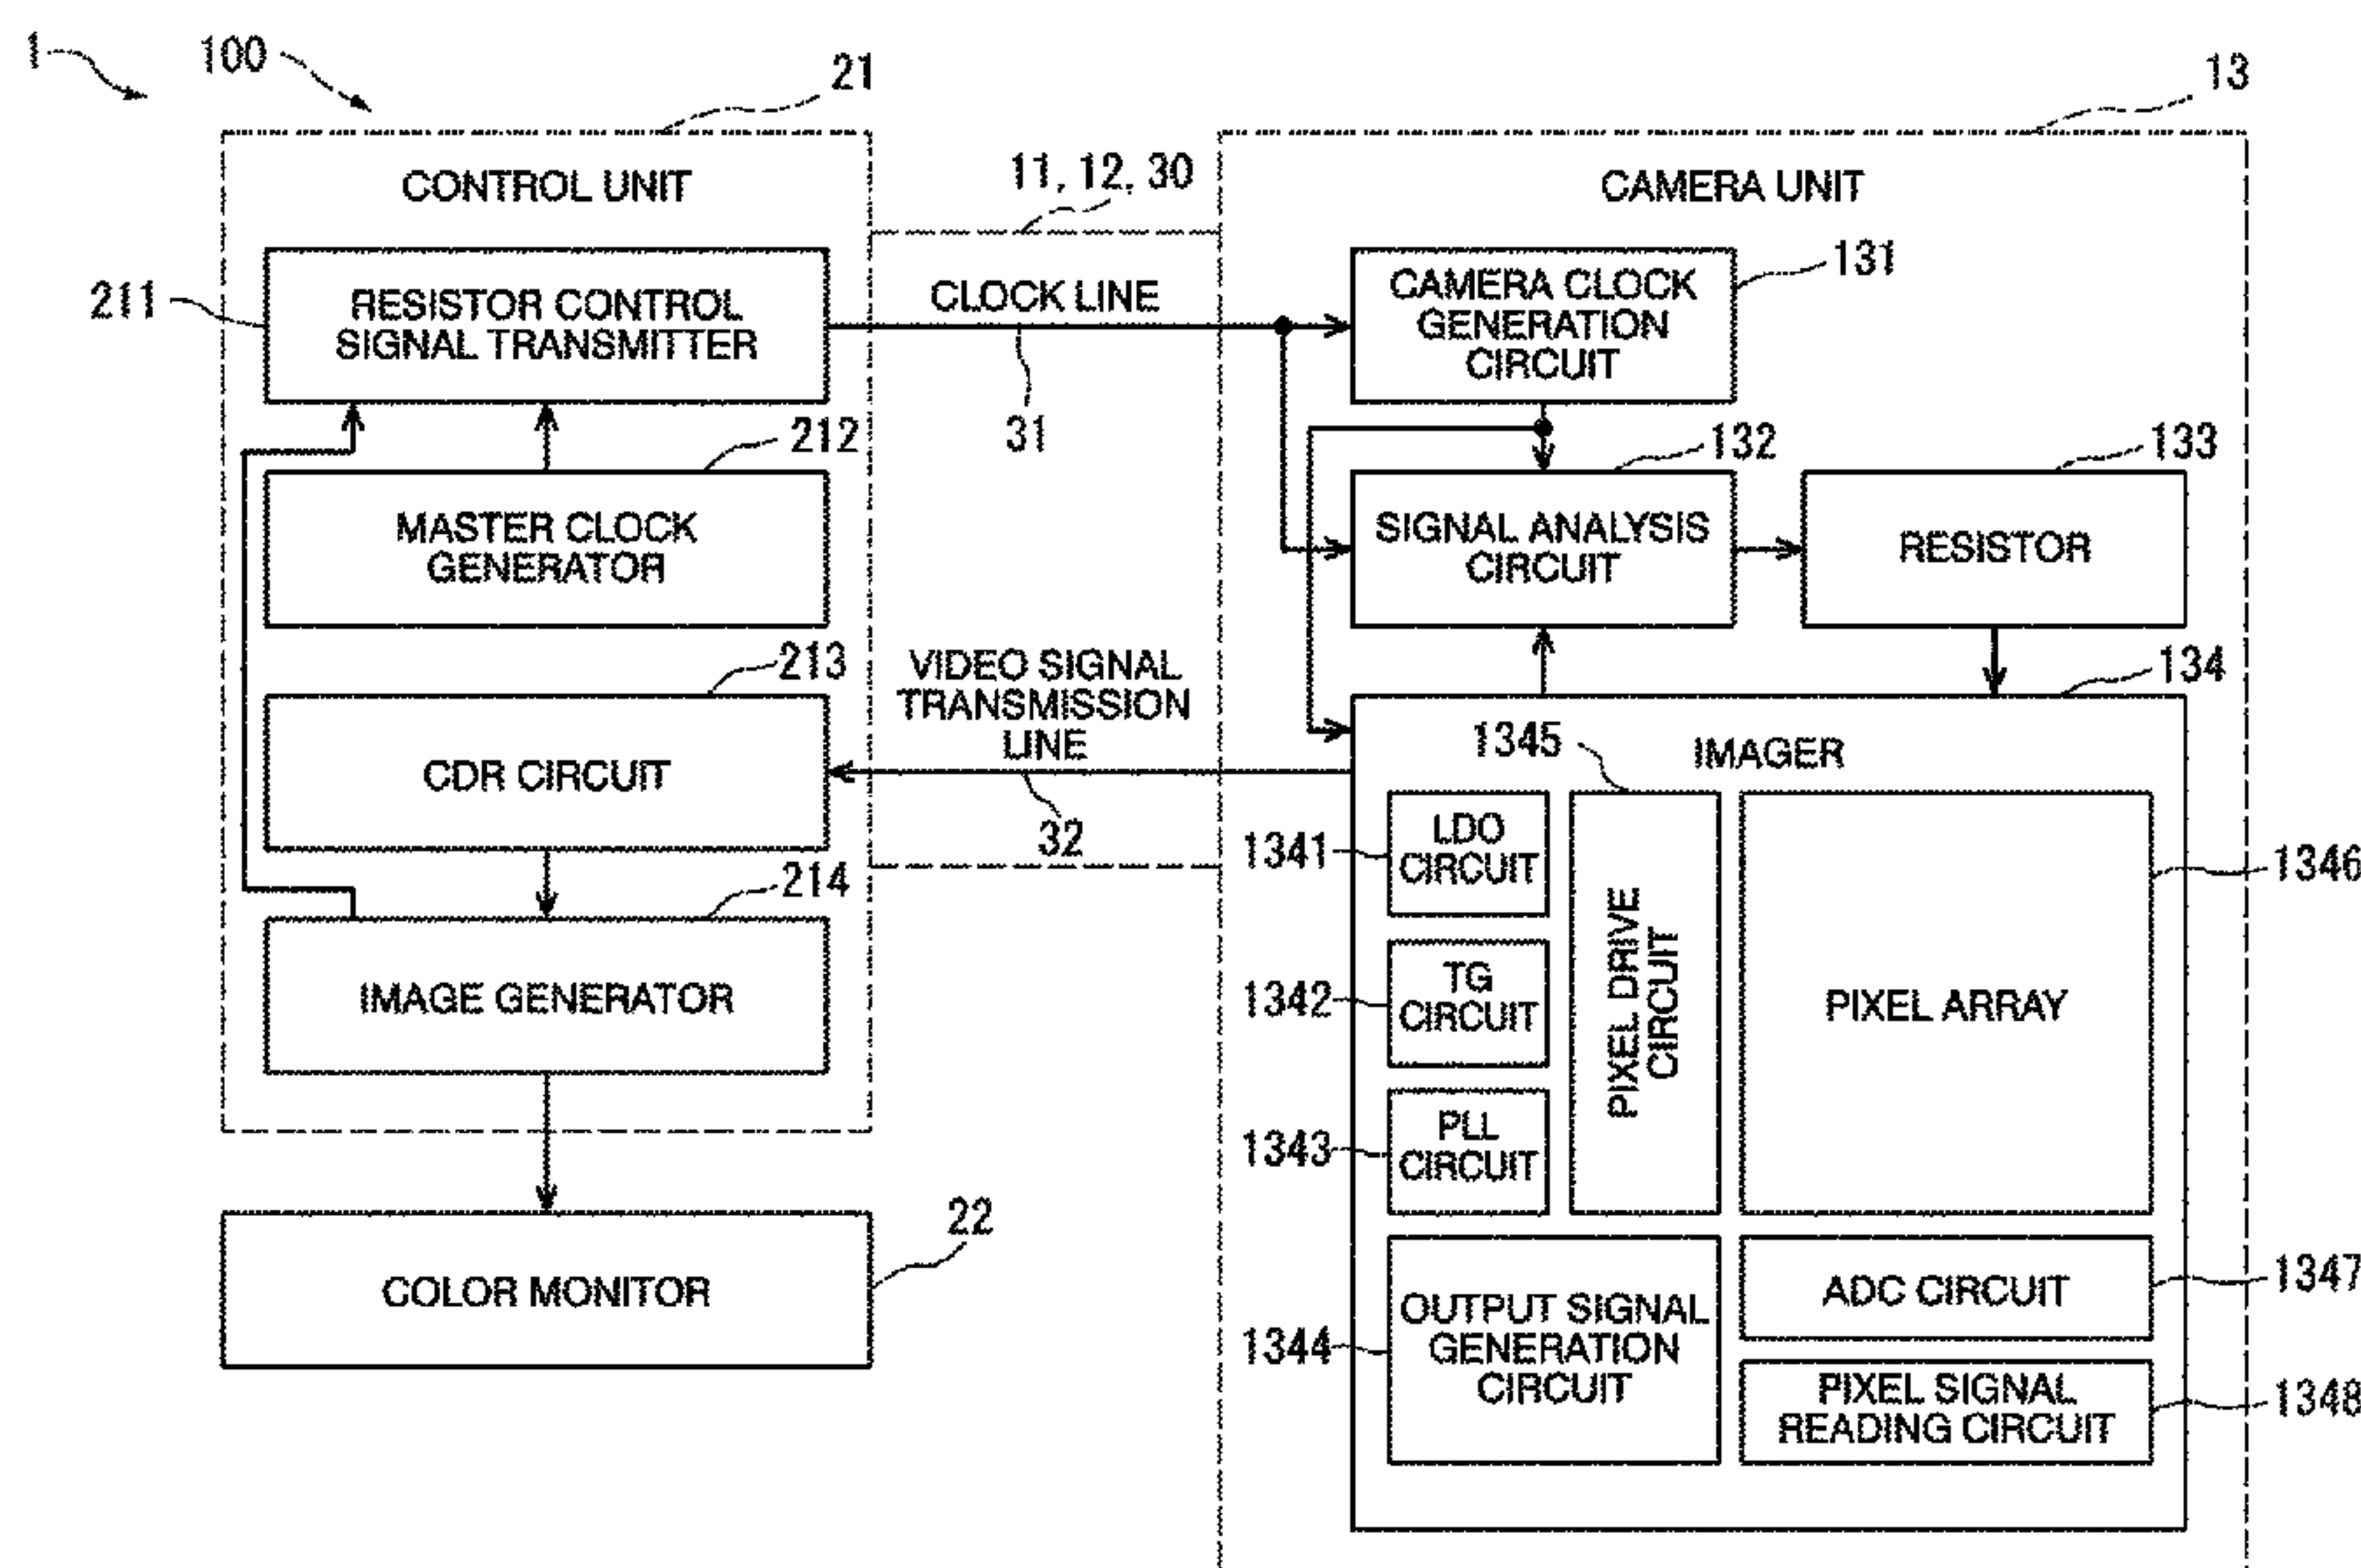 1
100
21
13
CONTROL UNIT
11, 12, 30
CAMERA UNIT
211
RESISTOR CONTROL
SIGNAL TRANSMITTER
CLOCK LINE
31
CAMERA CLOCK
GENERATION
CIRCUIT
131
212
MASTER CLOCK
GENERATOR
132
SIGNAL ANALYSIS
CIRCUIT
133
RESISTOR
213
CDR CIRCUIT
VIDEO SIGNAL
TRANSMISSION
LINE
32
134
IMAGER
1345
1341
LDO
CIRCUIT
1342
TG
CIRCUIT
1343
PLL
CIRCUIT
PIXEL DRIVE
CIRCUIT
PIXEL ARRAY
1346
214
IMAGE GENERATOR
22
COLOR MONITOR
1344
OUTPUT SIGNAL
GENERATION
CIRCUIT
ADC CIRCUIT
1347
PIXEL SIGNAL
READING CIRCUIT
1348